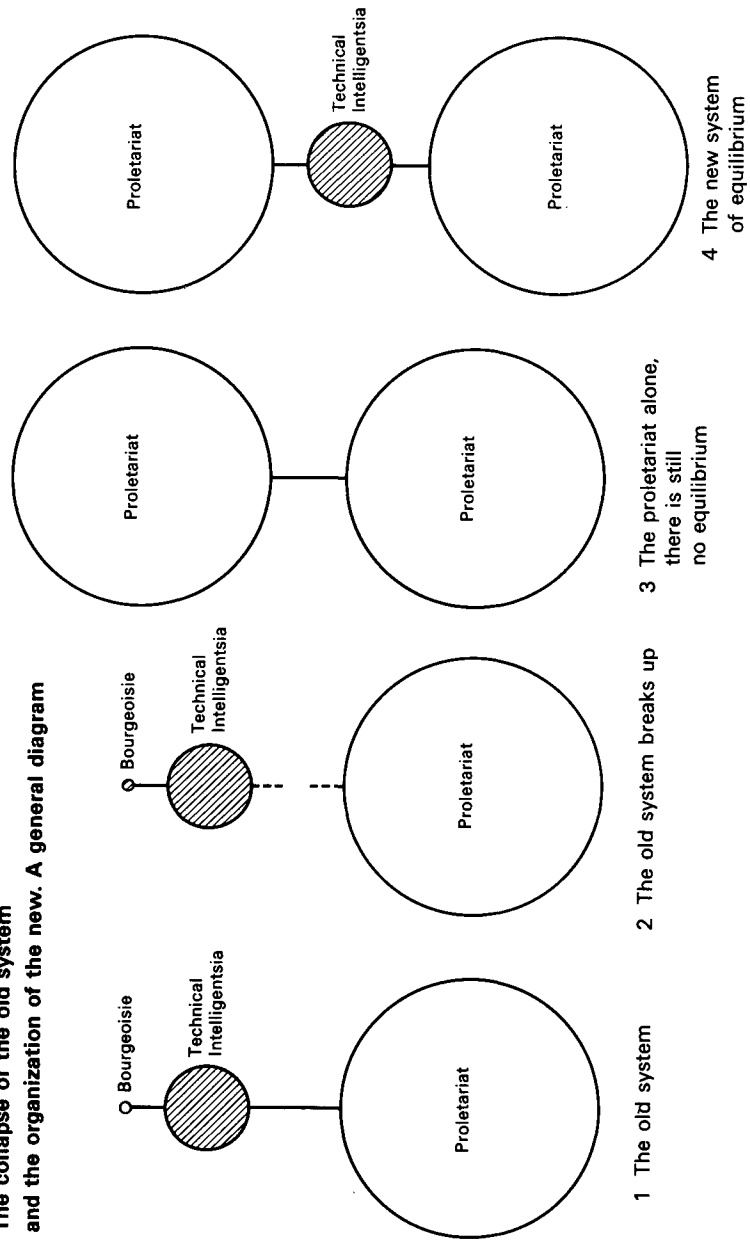 The collapse of the old system
and the organization of the new. A general diagram
Bourgeoisie
Technical
Intelligentsia
Proletariat
1 The old system
Bourgeoisie
Technical
Intelligentsia
Proletariat
2 The old system breaks up
Proletariat
Proletariat
3 The proletariat alone,
there is still
no equilibrium
Proletariat
Technical
Intelligentsia
Proletariat
4 The new system
of equilibrium